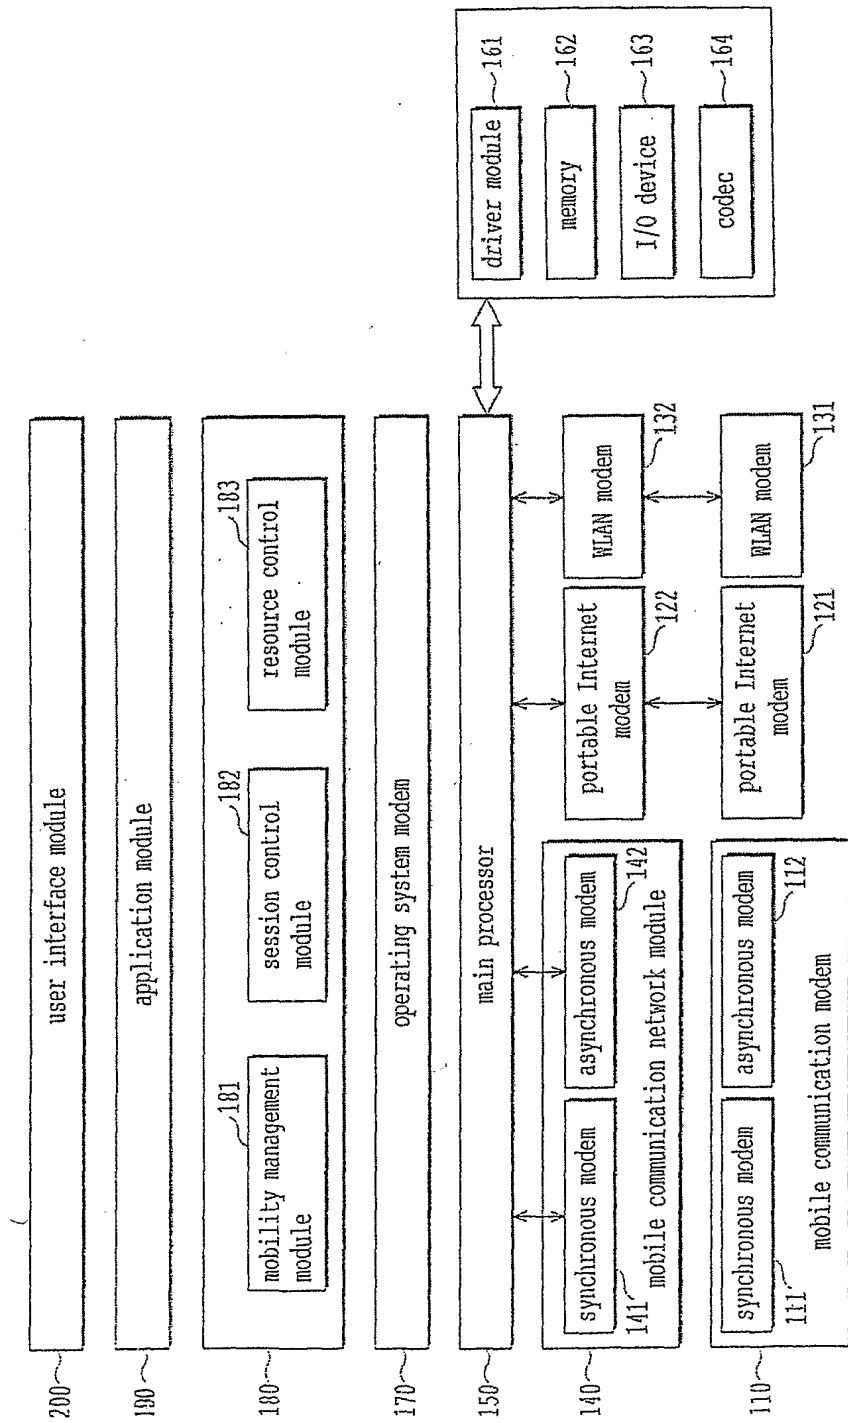 200
user interface module
190
application module
180
181
mobility management
module
182
session control
module
183
resource control
module
170
operating system modem
150
main processor
driver module
161
memory
162
I/O device
163
codec
164
140
synchronous modem
141
asynchronous modem
142
mobile communication network module
portable Internet
modem
122
WLAN modem
132
110
synchronous modem
111
asynchronous modem
112
mobile communication modem
portable Internet
modem
121
WLAN modem
131